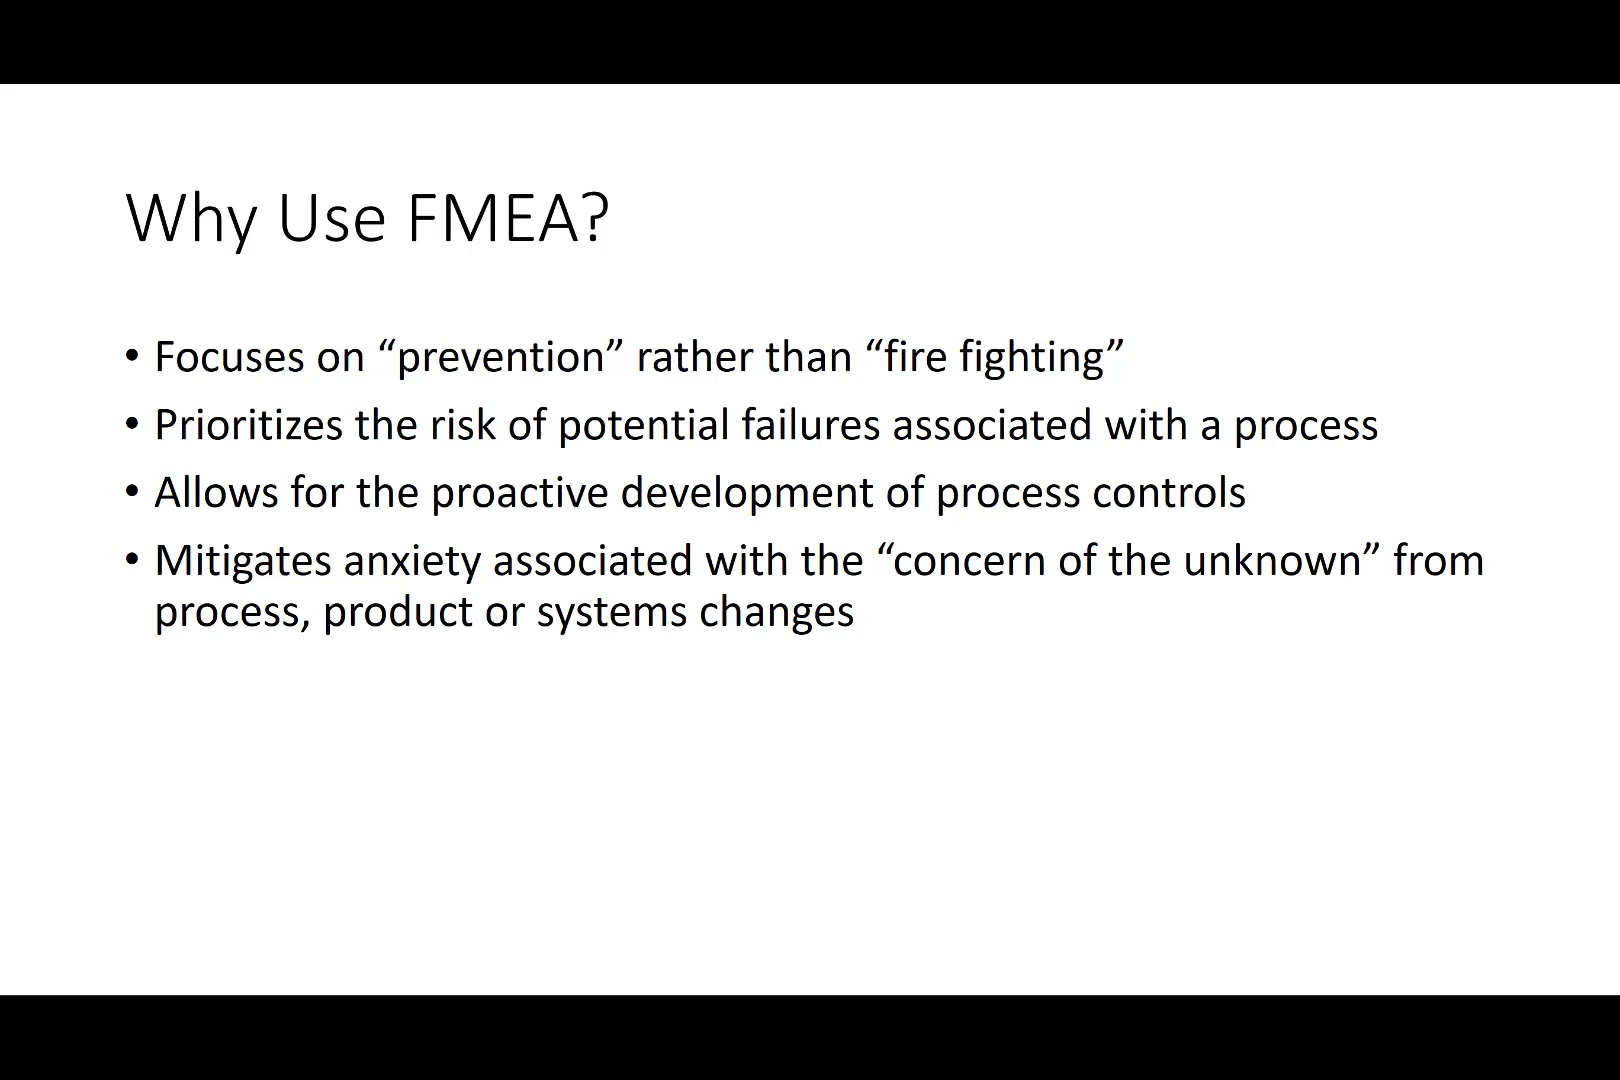 Why Use FMEA?
• Focuses on “prevention” rather than “fire fighting”
• Prioritizes the risk of potential failures associated with a process
• Allows for the proactive development of process controls
• Mitigates anxiety associated with the “concern of the unknown” from
process, product or systems changes